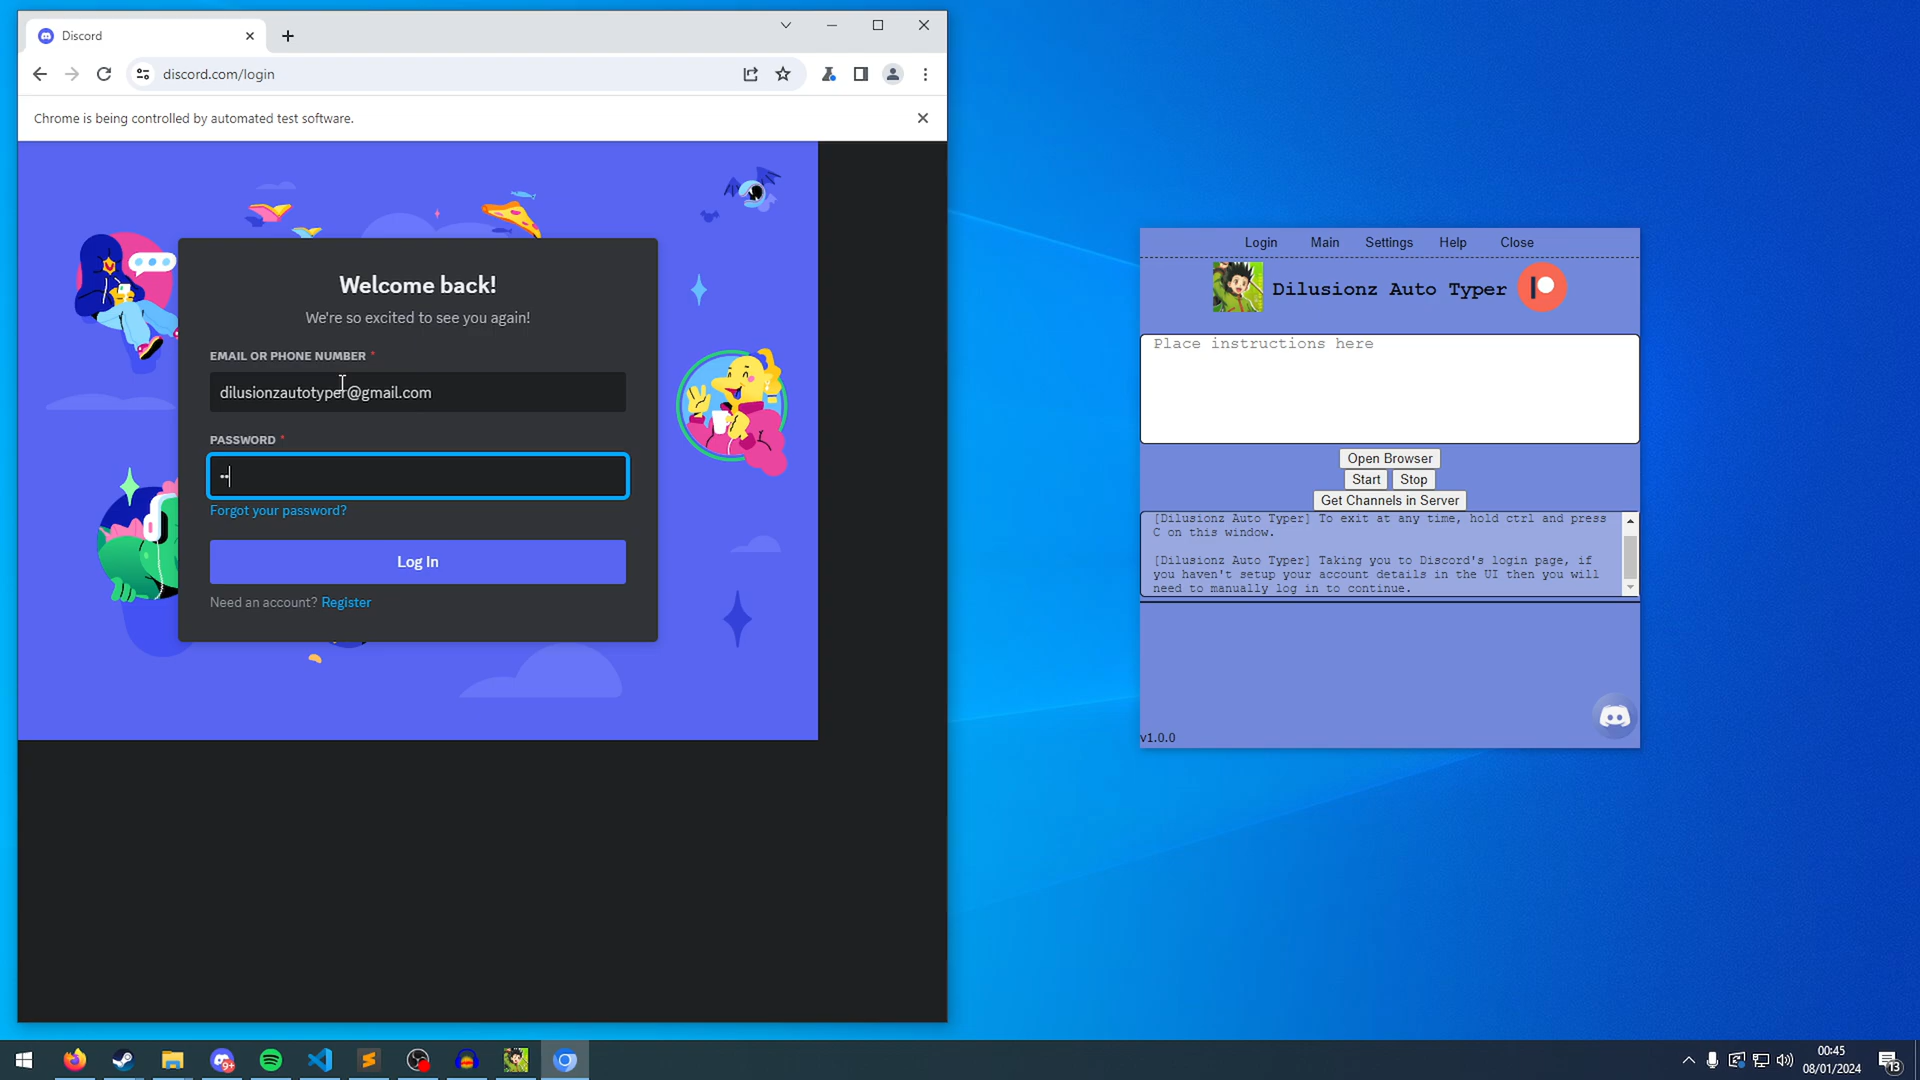 Discord
discord.com/login
Chrome is being controlled by automated test software.
Welcome back!
We're so excited to see you again!
EMAIL OR PHONE NUMBER *
dilusionzautotyper@gmail.com
PASSWORD *
Forgot your password?
Log In
Need an account? Register
Login Main Settings Help Close
Dilusionz Auto Typer
Place instructions here
Open Browser
Start Stop
Get Channels in Server
[Dilusionz Auto Typer] To exit at any time, hold ctrl and press
C on this window.
[Dilusionz Auto Typer] Taking you to Discord's login page, if
you haven't setup your account details in the UI then you will
need to manually log in to continue.
v1.0.0
9+
00:45
08/01/2024
13